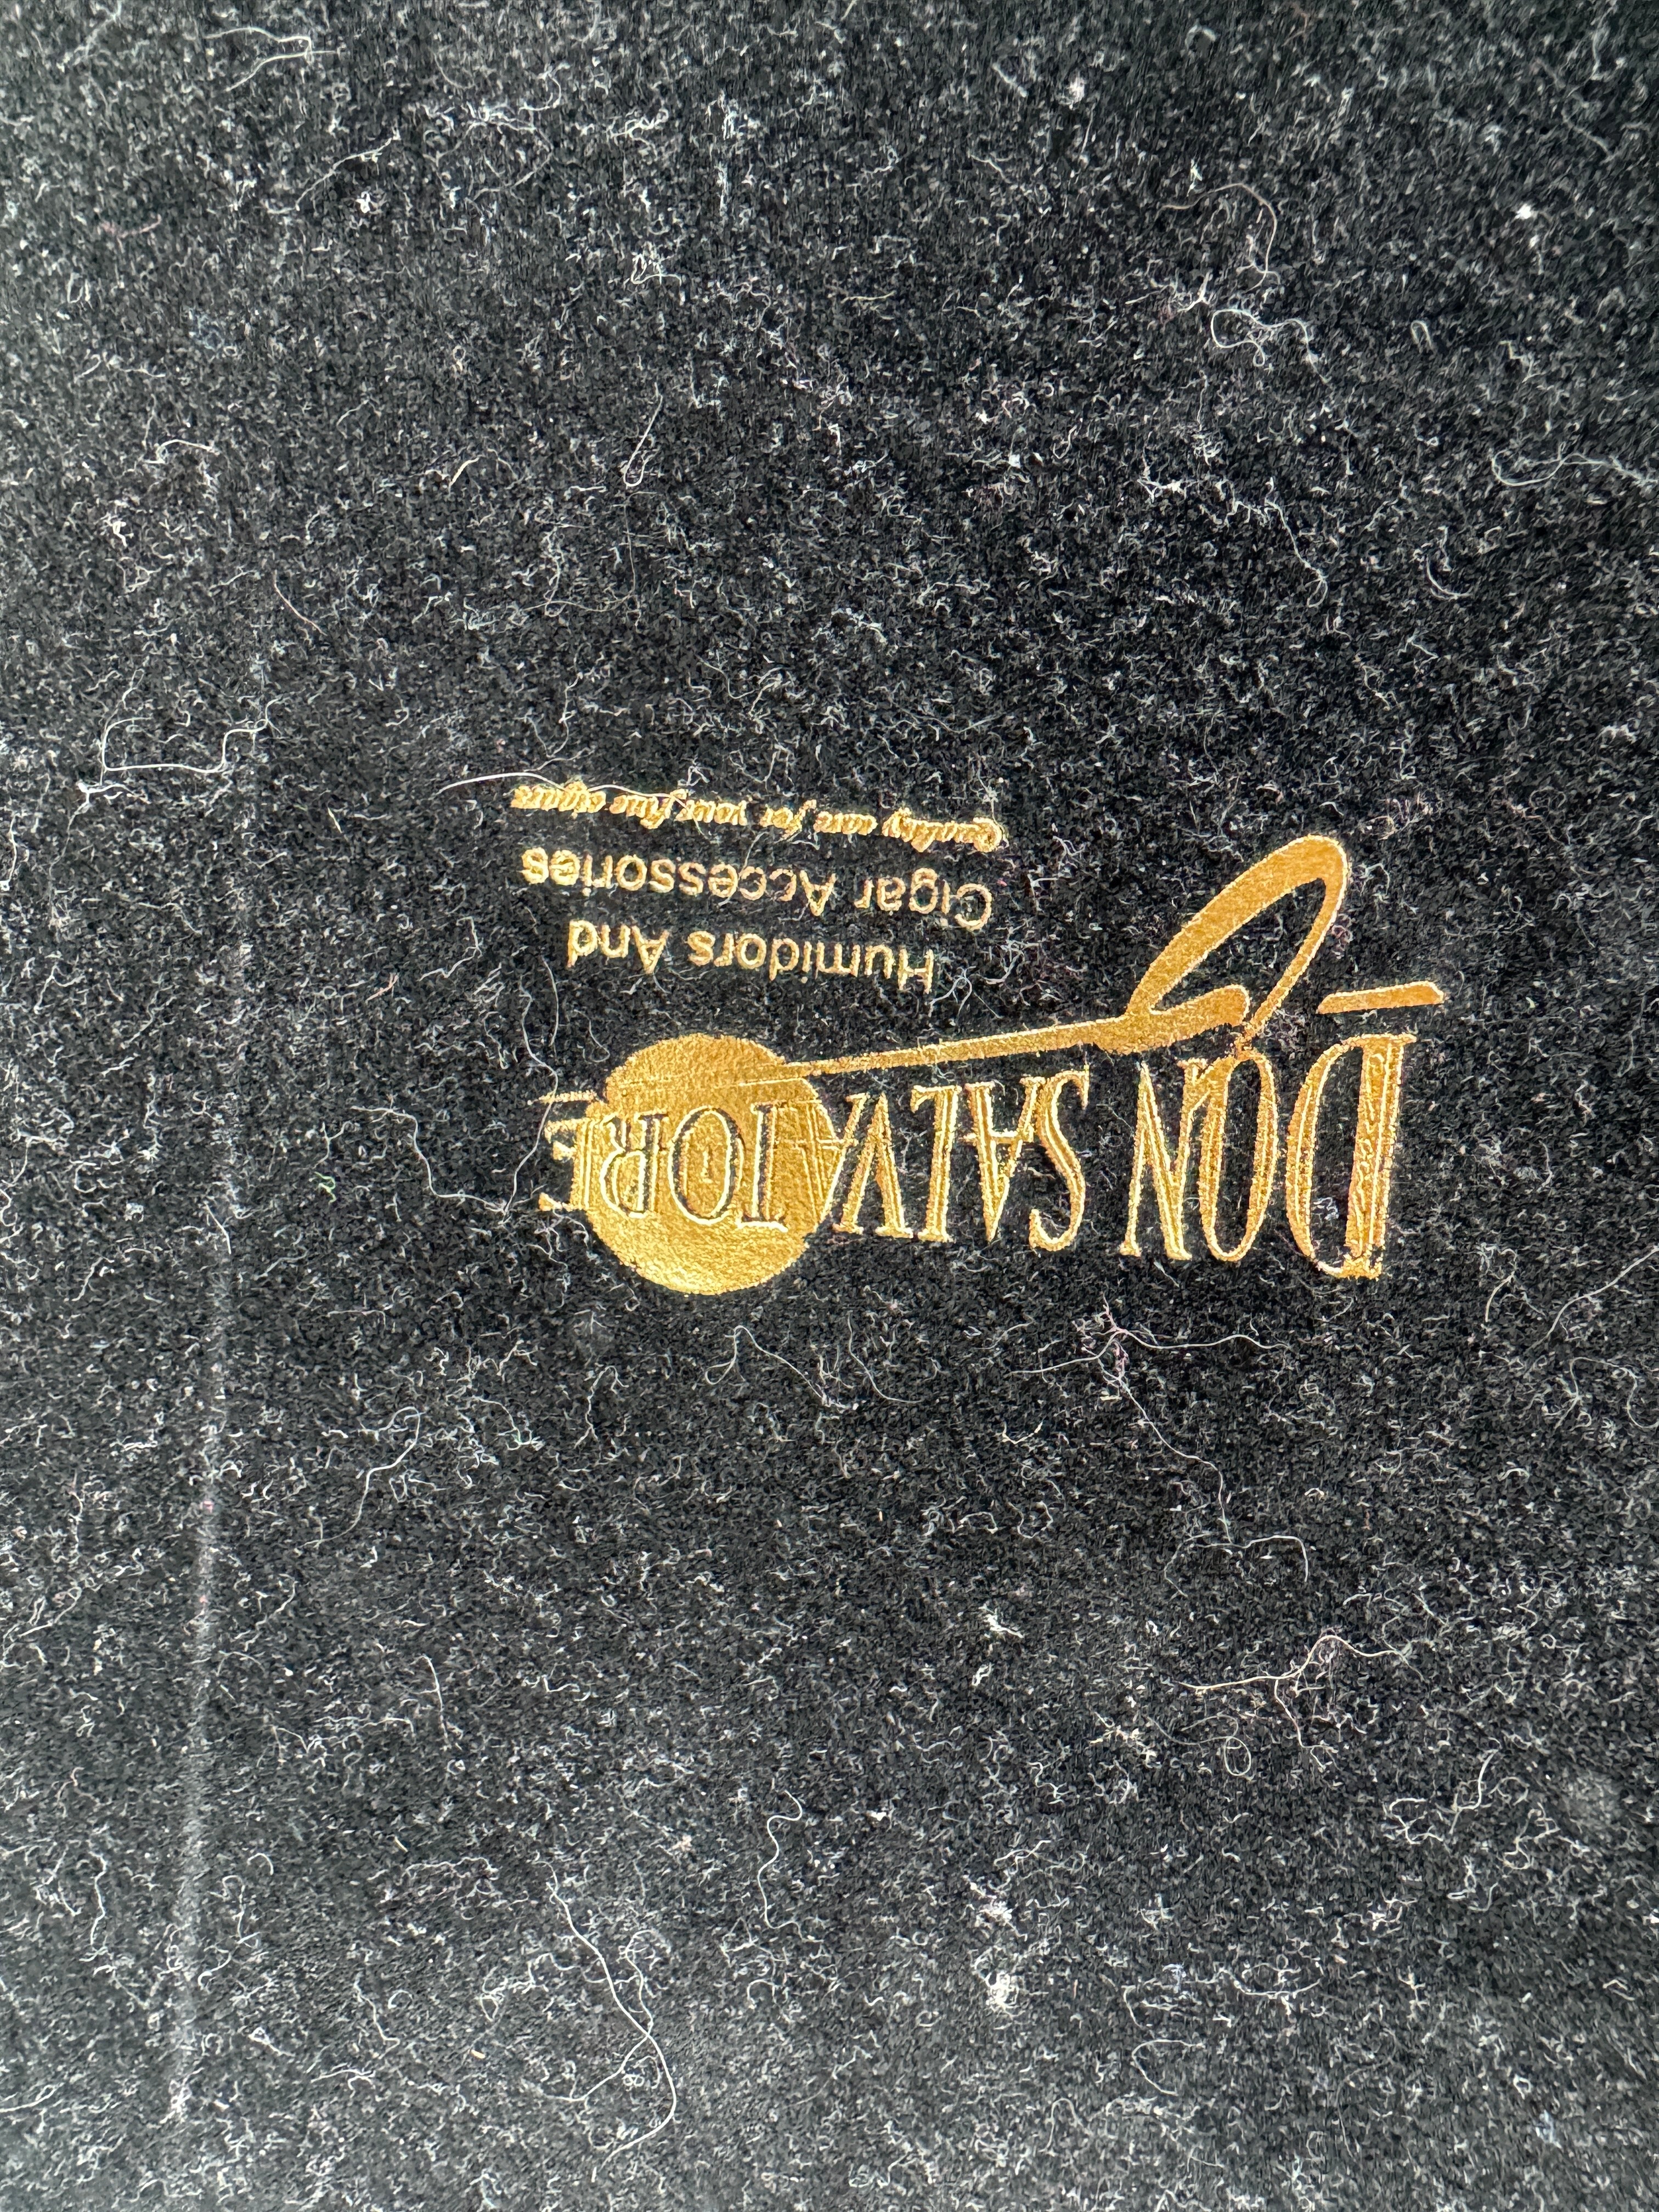 DON SALVATORE
Humidors And
Cigar Accessories
Quality care for your fine cigars